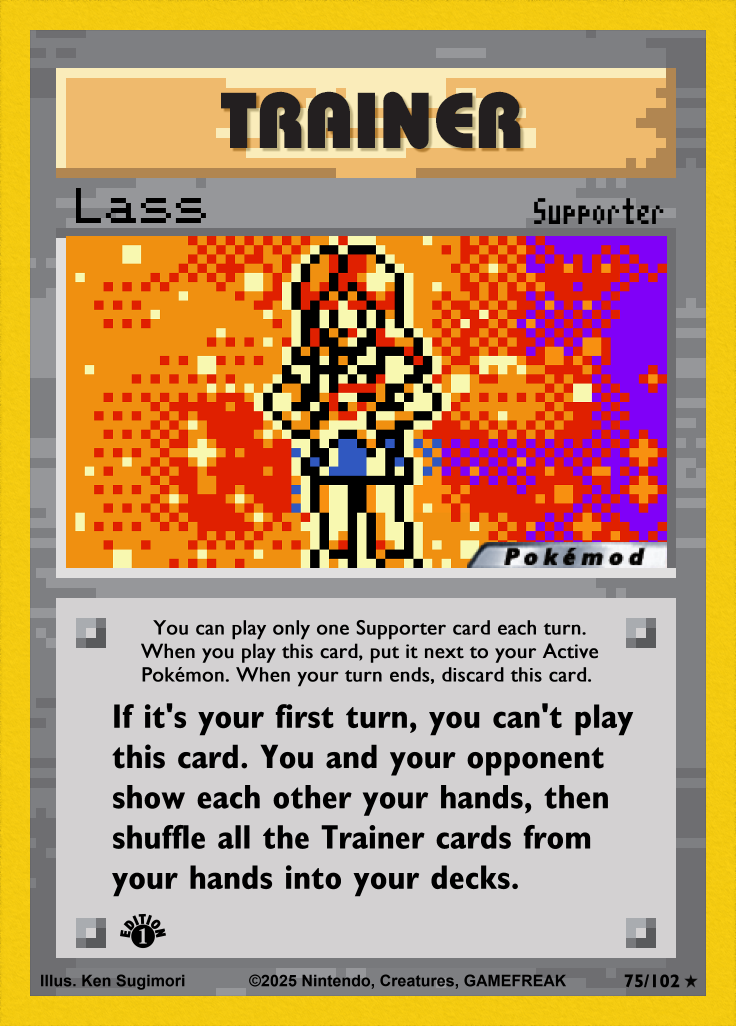 TRAINER
Lass
Supporter
Pokémod
You can play only one Supporter card each turn.
When you play this card, put it next to your Active
Pokémon. When your turn ends, discard this card.
If it's your first turn, you can't play
this card. You and your opponent
show each other your hands, then
shuffle all the Trainer cards from
your hands into your decks.
EDITION
1
Illus. Ken Sugimori
©2025 Nintendo, Creatures, GAMEFREAK
75/102 ★